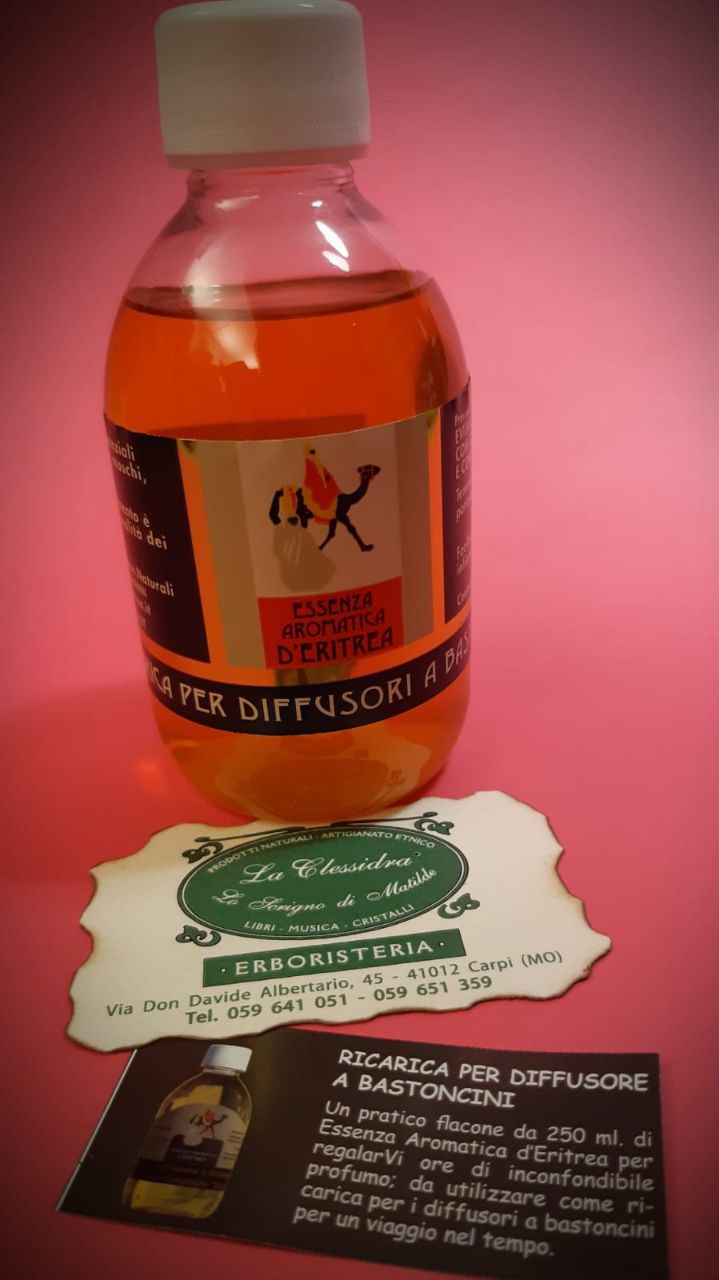 ESSENZA
AROMATICA
D'ERITREA
PER DIFFUSORI A
dei
Naturali
PRODOTTI NATURALI - ARTIGIANATO ETNICO
La Clessidra
Lo Scrigno di Matilde
LIBRI - MUSICA - CRISTALLI
· ERBORISTERIA ·
Via Don Davide Albertario, 45 - 41012 Carpi (MO)
Tel. 059 641 051 - 059 651 359
RICARICA PER DIFFUSORE
A BASTONCINI
Un pratico flacone da 250 ml. di
Essenza Aromatica d'Eritrea per
regalarVi ore di inconfondibile
profumo; da utilizzare come ri-
carica per i diffusori a bastoncini
per un viaggio nel tempo.